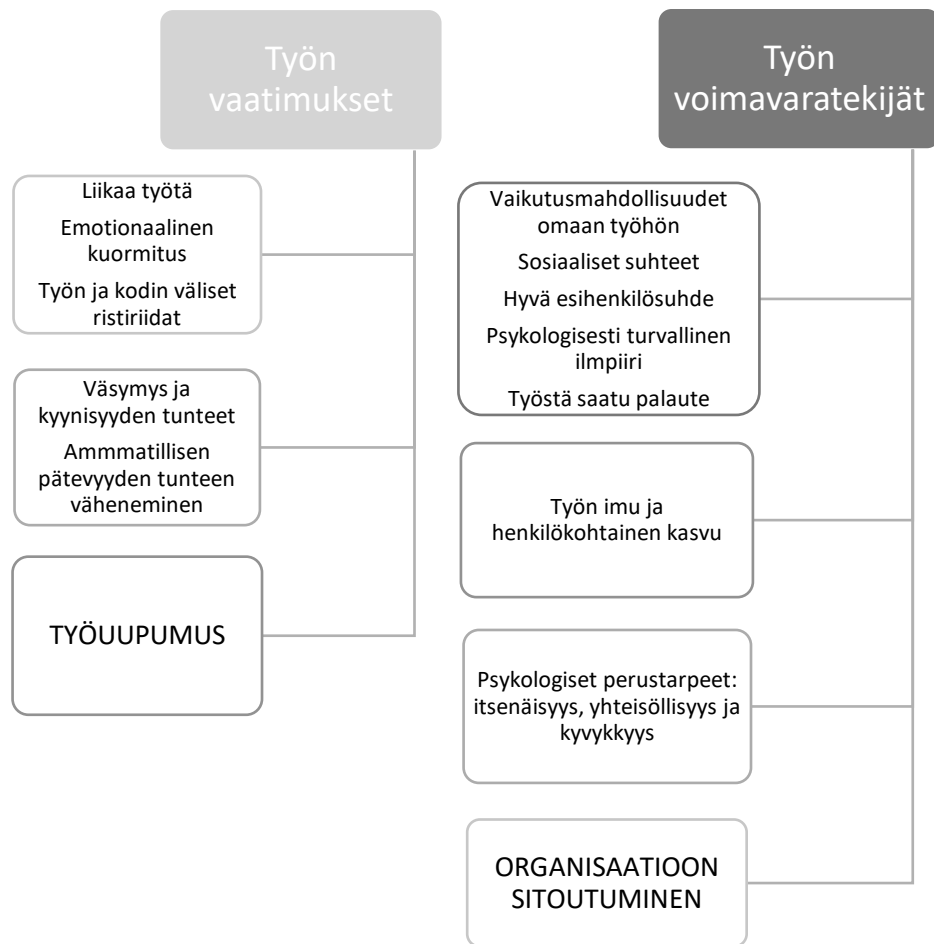 Työn
vaatimukset
Liikaa työtä
Emotionaalinen
kuormitus
Työn ja kodin väliset
ristiriidat
Väsymys ja
kyynisyyden tunteet
Ammmatillisen
pätevyyden tunteen
väheneminen
TYÖUUPUMUS
Työn
voimavaratekijät
Vaikutusmahdollisuudet
omaan työhön
Sosiaaliset suhteet
Hyvä esihenkilösuhde
Psykologisesti turvallinen
ilmpiiri
Työstä saatu palaute
Työn imu ja
henkilökohtainen kasvu
Psykologiset perustarpeet:
itsenäisyys, yhteisöllisyys ja
kyvykkyys
ORGANISAATIOON
SITOUTUMINEN